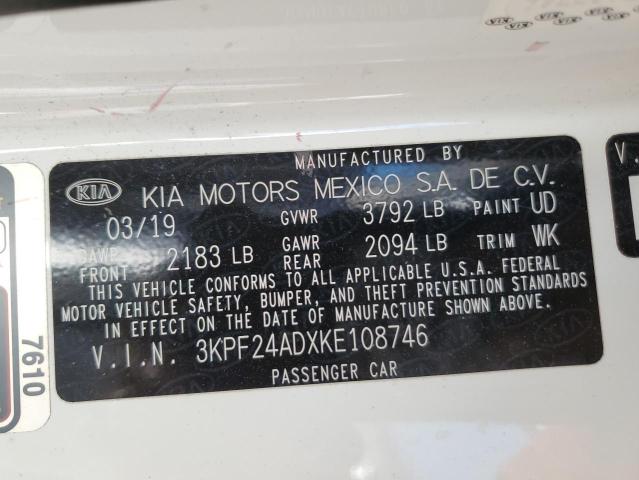 MANUFACTURED BY
KIA KIA MOTORS MEXICO S.A. DE C.V.
03/19 GVWR 3792 LB PAINT UD
GAWR FRONT 2183 LB GAWR REAR 2094 LB TRIM WK
THIS VEHICLE CONFORMS TO ALL APPLICABLE U.S.A. FEDERAL
MOTOR VEHICLE SAFETY, BUMPER, AND THEFT PREVENTION STANDARDS
IN EFFECT ON THE DATE OF MANUFACTURE SHOWN ABOVE.
V.I.N. 3KPF24ADXKE108746
PASSENGER CAR
7610
V.